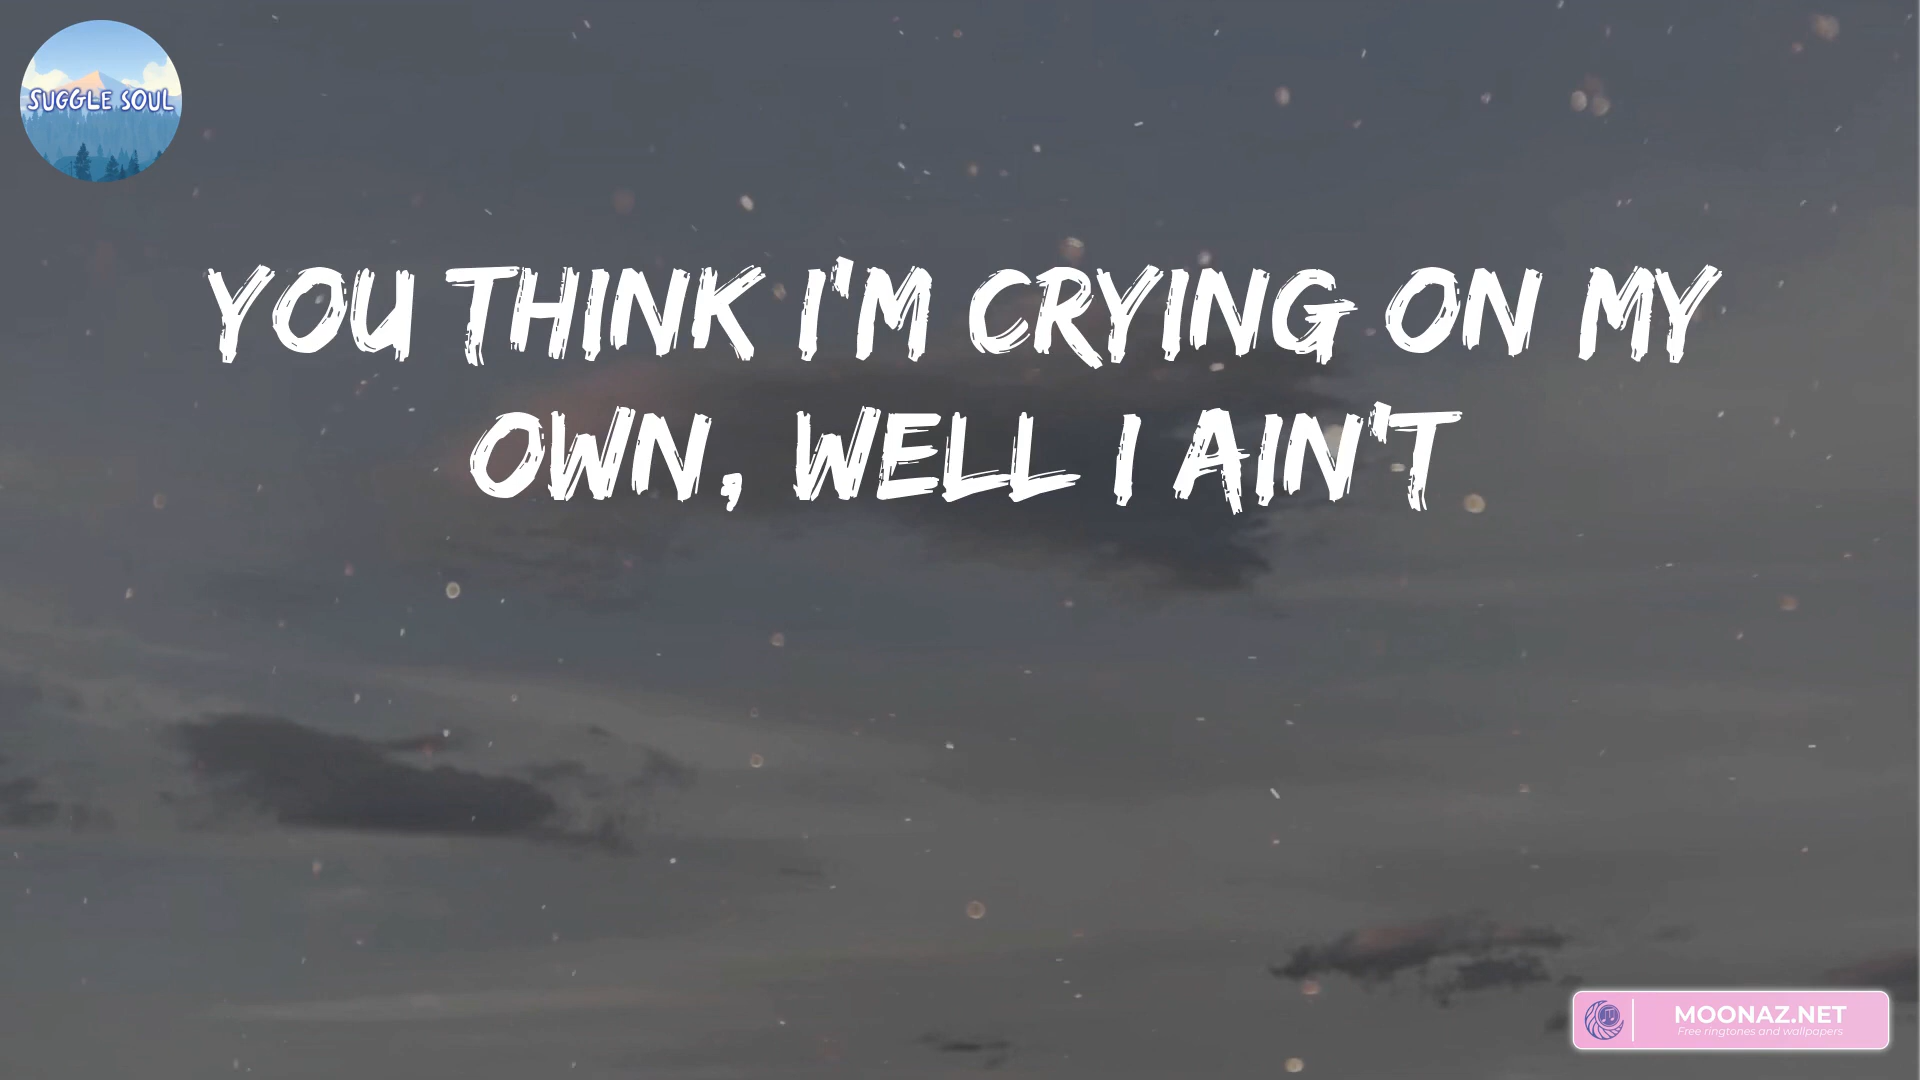 SUGGLE SOUL
YOU THINK I'M CRYING ON MY
OWN, WELL I AIN'T
MOONAZ.NET
Free ringtones and wallpapers